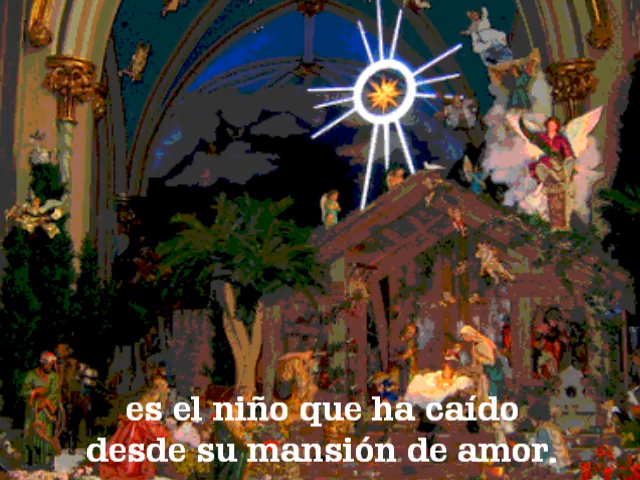 es el niño que ha caído
desde su mansión de amor.